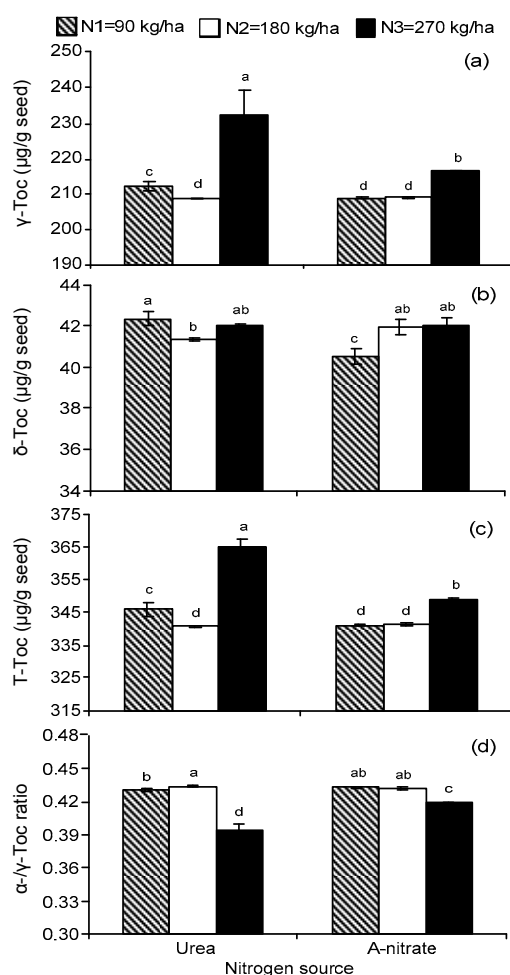 N1=90 kg/ha N2=180 kg/ha N3=270 kg/ha
(a)
γ-Toc (µg/g seed)
250
240
230
220
210
200
190
c d a d d b
(b)
δ-Toc (µg/g seed)
44
42
40
38
36
34
a b ab c ab ab
(c)
T-Toc (µg/g seed)
375
365
355
345
335
325
315
c d a d d b
(d)
α-/γ-Toc ratio
0.48
0.45
0.42
0.39
0.36
0.33
0.30
b a d ab ab c
Urea A-nitrate
Nitrogen source